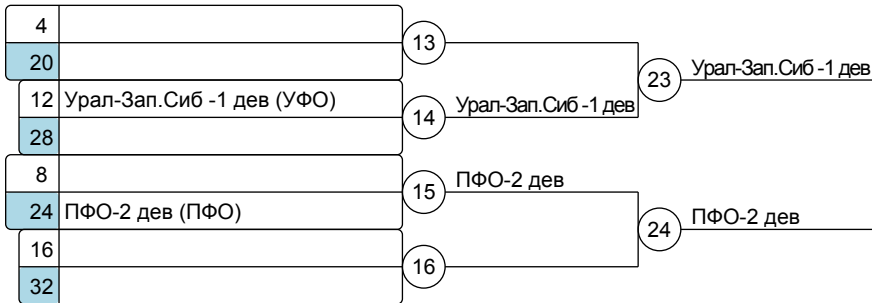 4
13
20
23 Урал-Зап.Сиб -1 дев
12 Урал-Зап.Сиб -1 дев (УФО)
14 Урал-Зап.Сиб -1 дев
28
8
15 ПФО-2 дев
24 ПФО-2 дев (ПФО)
24 ПФО-2 дев
16
16
32